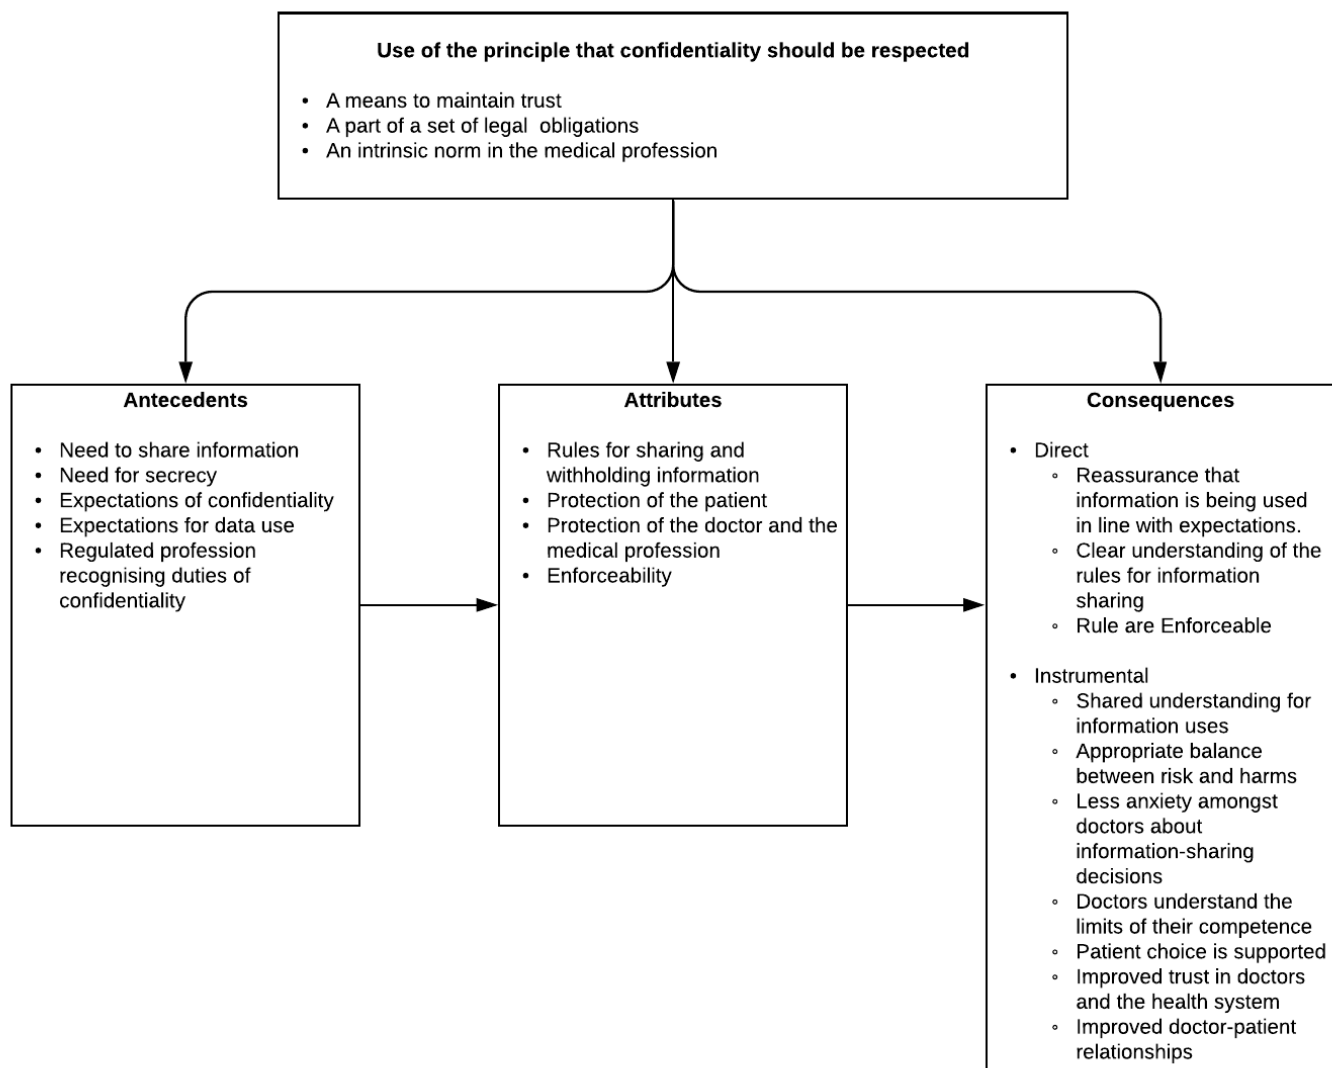 Use of the principle that confidentiality should be respected
• A means to maintain trust
• A part of a set of legal obligations
• An intrinsic norm in the medical profession
Antecedents
• Need to share information
• Need for secrecy
• Expectations of confidentiality
• Expectations for data use
• Regulated profession
recognising duties of
confidentiality
Attributes
• Rules for sharing and
withholding information
• Protection of the patient
• Protection of the doctor and the
medical profession
• Enforceability
Consequences
• Direct
◦ Reassurance that
information is being used
in line with expectations.
◦ Clear understanding of the
rules for information
sharing
◦ Rule are Enforceable
• Instrumental
◦ Shared understanding for
information uses
◦ Appropriate balance
between risk and harms
◦ Less anxiety amongst
doctors about
information-sharing
decisions
◦ Doctors understand the
limits of their competence
◦ Patient choice is supported
◦ Improved trust in doctors
and the health system
◦ Improved doctor-patient
relationships